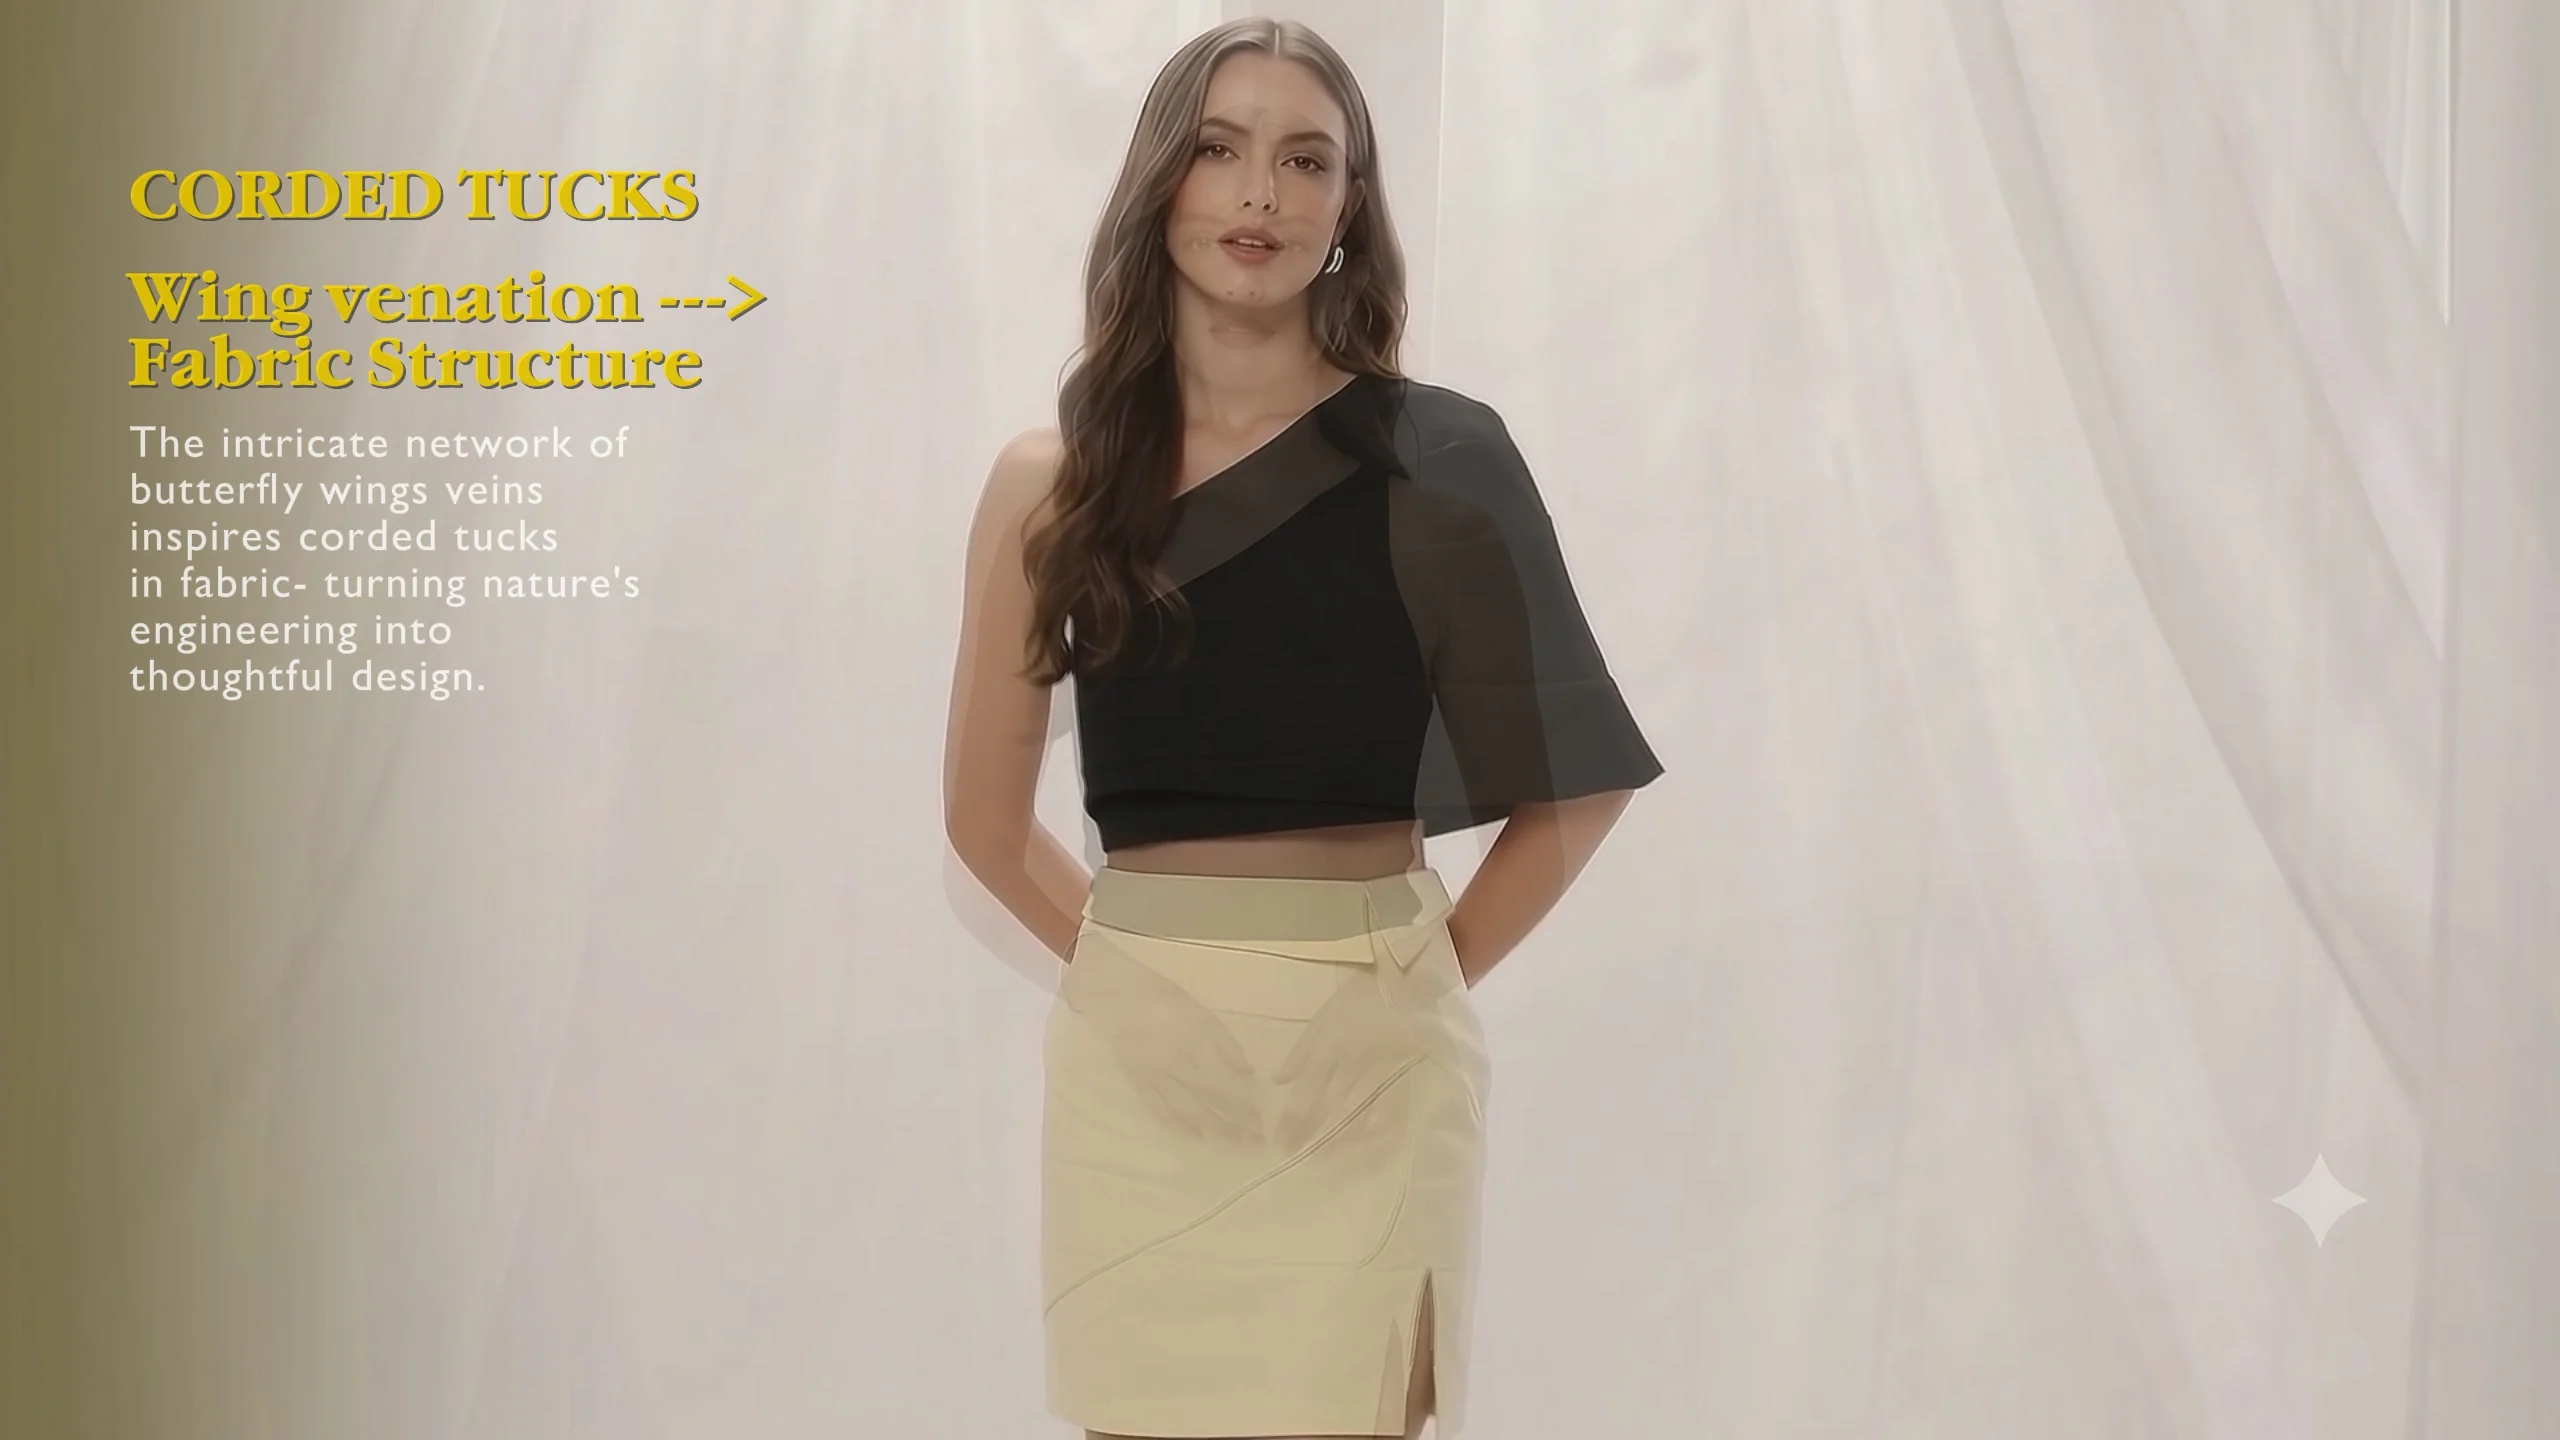 CORDED TUCKS
Wing venation --->
Fabric Structure
The intricate network of
butterfly wings veins
inspires corded tucks
in fabric- turning nature's
engineering into
thoughtful design.